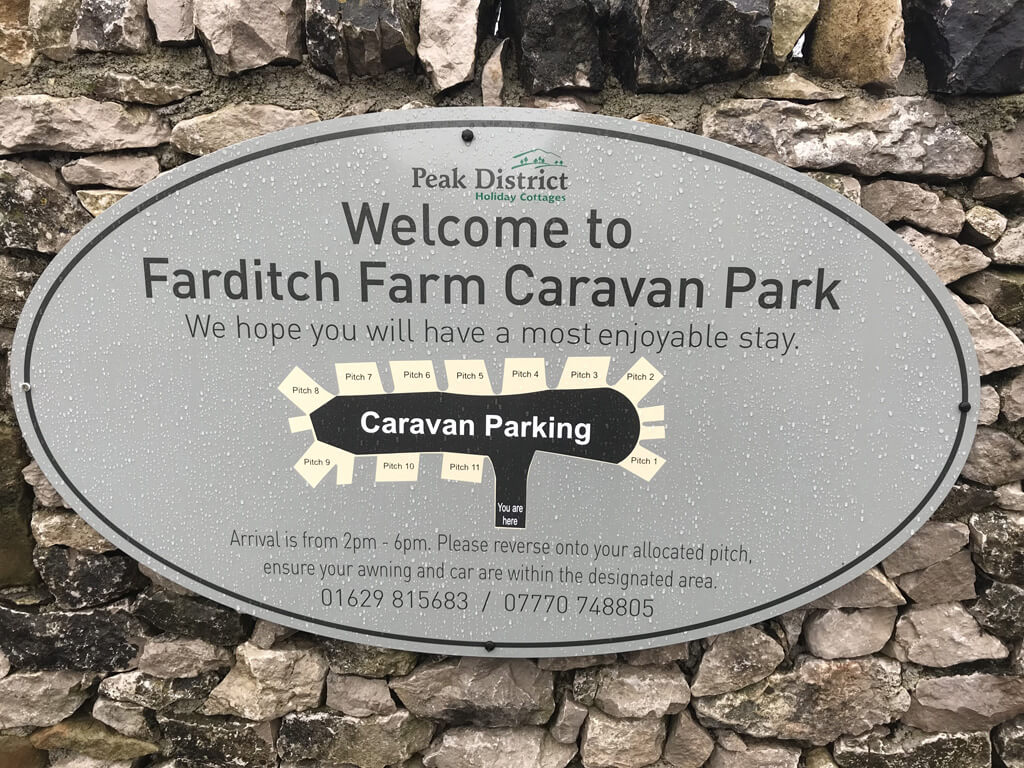 Peak District
Holiday Cottages
Welcome to
Farditch Farm Caravan Park
We hope you will have a most enjoyable stay.
Pitch 8
Pitch 7
Pitch 6
Pitch 5
Pitch 4
Pitch 3
Pitch 2
Caravan Parking
Pitch 9
Pitch 10
Pitch 11
Pitch 1
You are
here
Arrival is from 2pm - 6pm. Please reverse onto your allocated pitch,
ensure your awning and car are within the designated area.
01629 815683 / 07770 748805